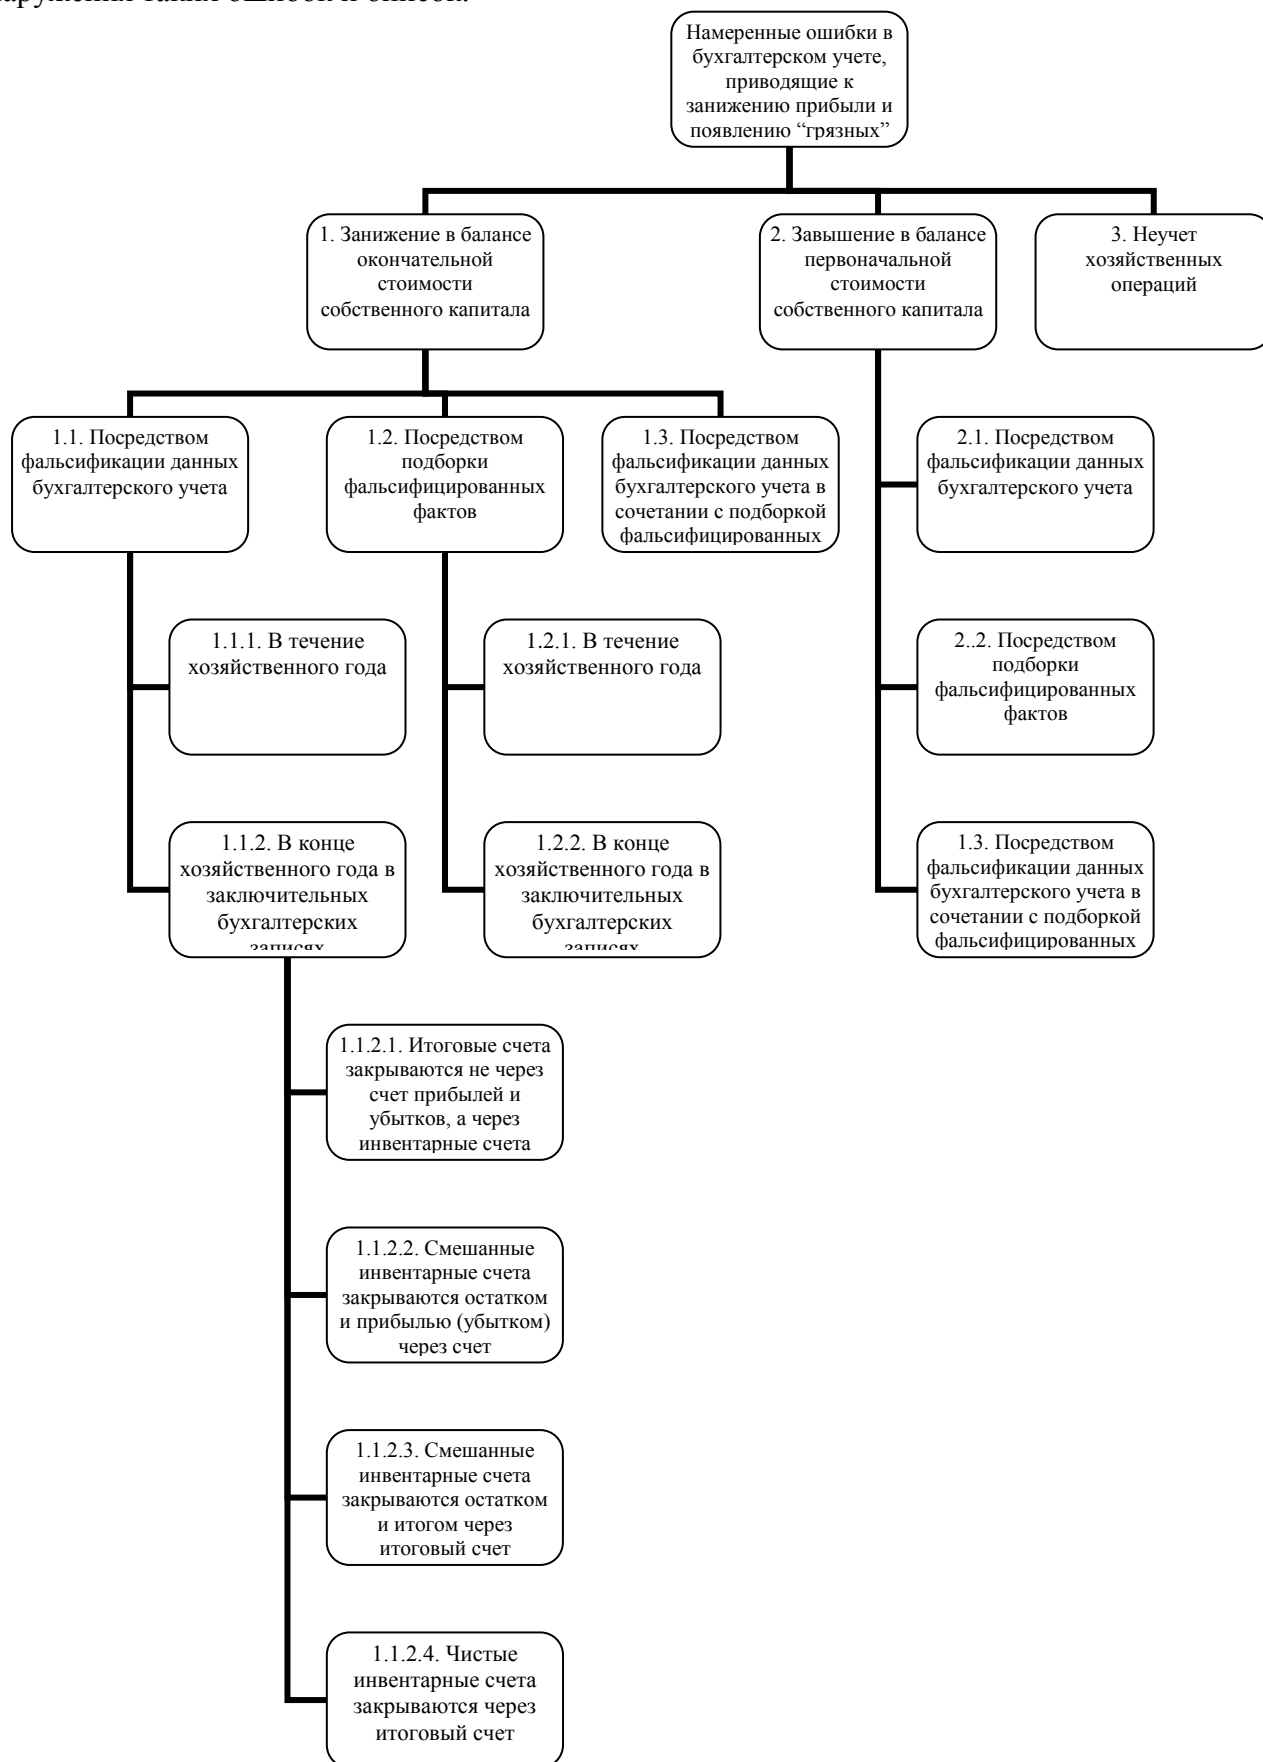 таких ошибок и описок.
Намеренные ошибки в
бухгалтерском учете,
приводящие к
занижению прибыли и
появлению “грязных”
1. Занижение в балансе
окончательной
стоимости
собственного капитала
2. Завышение в балансе
первоначальной
стоимости
собственного капитала
3. Неучет
хозяйственных
операций
1.1. Посредством
фальсификации данных
бухгалтерского учета
1.2. Посредством
подборки
фальсифицированных
фактов
1.3. Посредством
фальсификации данных
бухгалтерского учета в
сочетании с подборкой
фальсифицированных
2.1. Посредством
фальсификации данных
бухгалтерского учета
1.1.1. В течение
хозяйственного года
1.2.1. В течение
хозяйственного года
2..2. Посредством
подборки
фальсифицированных
фактов
1.1.2. В конце
хозяйственного года в
заключительных
бухгалтерских
записях
1.2.2. В конце
хозяйственного года в
заключительных
бухгалтерских
записях
1.3. Посредством
фальсификации данных
бухгалтерского учета в
сочетании с подборкой
фальсифицированных
1.1.2.1. Итоговые счета
закрываются не через
счет прибылей и
убытков, а через
инвентарные счета
1.1.2.2. Смешанные
инвентарные счета
закрываются остатком
и прибылью (убытком)
через счет
1.1.2.3. Смешанные
инвентарные счета
закрываются остатком
и итогом через
итоговый счет
1.1.2.4. Чистые
инвентарные счета
закрываются через
итоговый счет